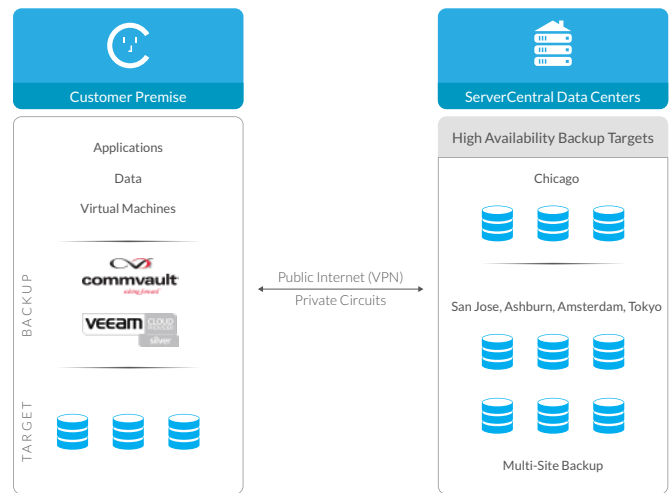 Customer Premise
Applications
Data
Virtual Machines
BACKUP
commvault
veeam
CLOUD
silver
TARGET
Public Internet (VPN)
Private Circuits
ServerCentral Data Centers
High Availability Backup Targets
Chicago
San Jose, Ashburn, Amsterdam, Tokyo
Multi-Site Backup